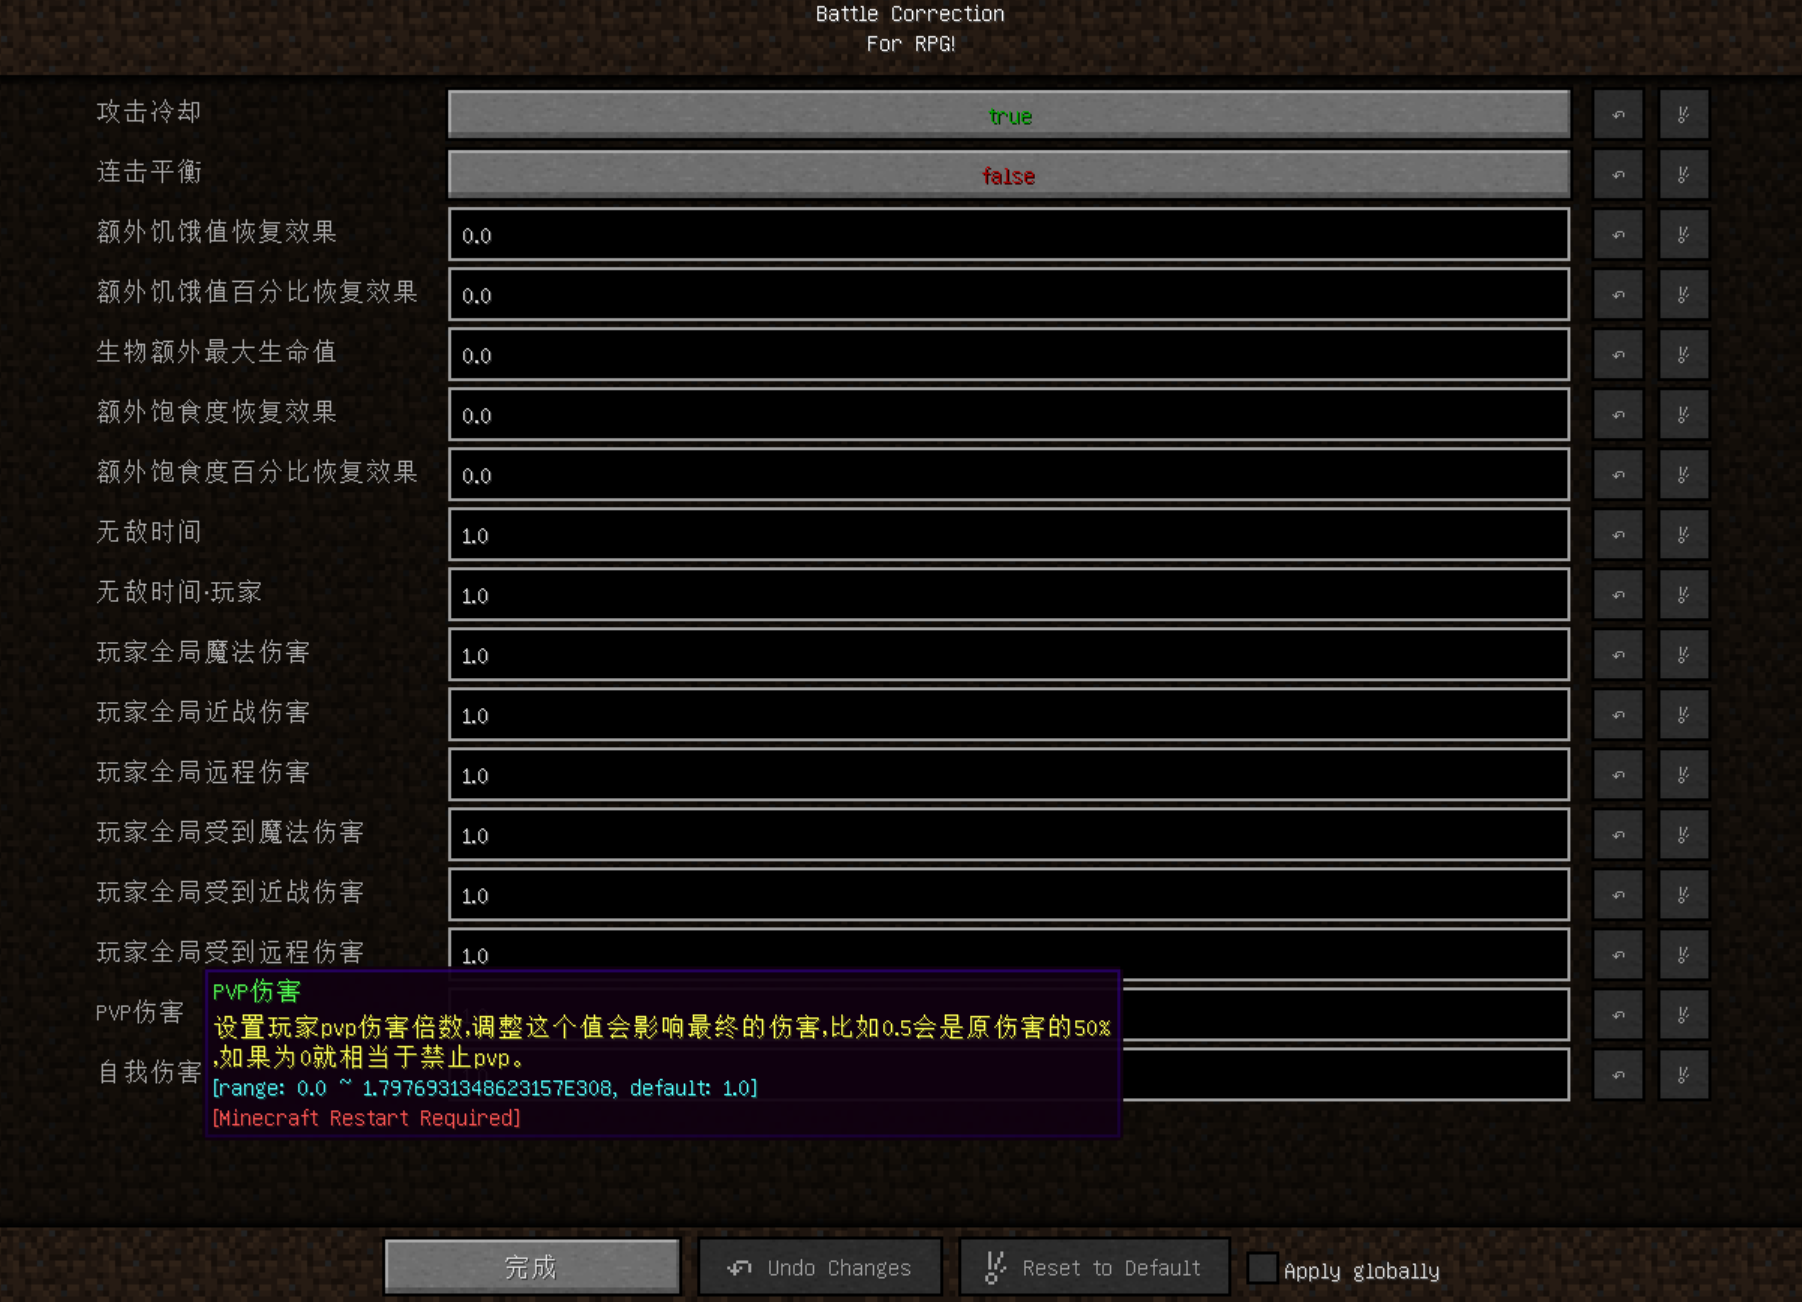 Battle Correction
For RPG!
攻击冷却
true
连击平衡
false
额外饥饿值恢复效果
0.0
额外饥饿值百分比恢复效果
0.0
生物额外最大生命值
0.0
额外饱食度恢复效果
0.0
额外饱食度百分比恢复效果
0.0
无敌时间
1.0
无敌时间·玩家
1.0
玩家全局魔法伤害
1.0
玩家全局近战伤害
1.0
玩家全局远程伤害
1.0
玩家全局受到魔法伤害
1.0
玩家全局受到近战伤害
1.0
玩家全局受到远程伤害
1.0
PVP伤害
自我伤害
PVP伤害
设置玩家pvp伤害倍数,调整这个值会影响最终的伤害,比如0.5会是原伤害的50%
,如果为0就相当于禁止pvp。
[range: 0.0 ~ 1.7976931348623157E308, default: 1.0]
[Minecraft Restart Required]
完成
Undo Changes
Reset to Default
Apply globally